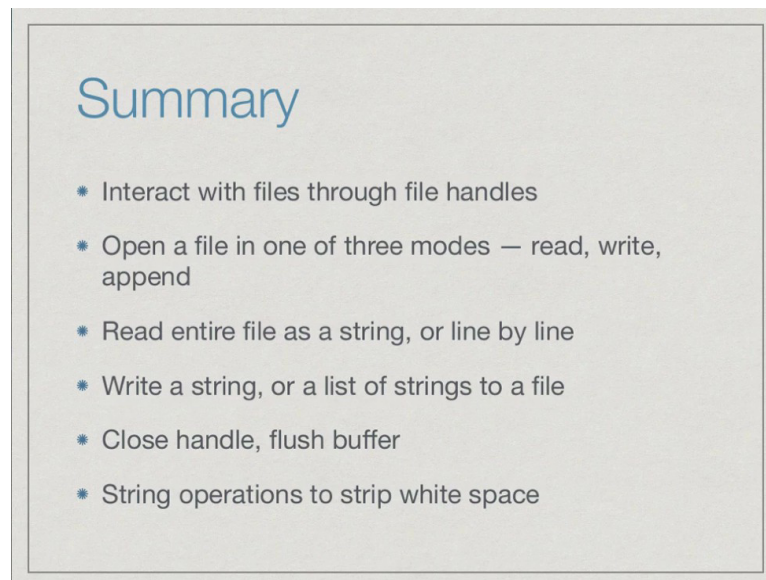 Summary
Interact with files through file handles
Open a file in one of three modes — read, write,
append
Read entire file as a string, or line by line
Write a string, or a list of strings to a file
Close handle, flush buffer
String operations to strip white space